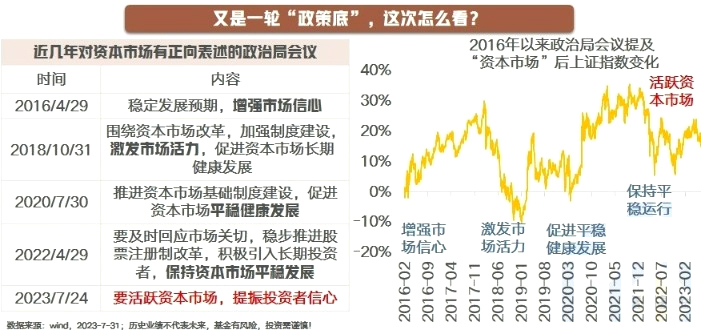 又是一轮“政策底”，这次怎么看？
近几年对资本市场有正向表述的政治局会议
时间
内容
2016/4/29
稳定发展预期，增强市场信心
2018/10/31
围绕资本市场改革，加强制度建设，
激发市场活力，促进资本市场长期
健康发展
2020/7/30
推进资本市场基础制度建设，促进
资本市场平稳健康发展
2022/4/29
要及时回应市场关切，稳步推进股
票注册制改革，积极引入长期投资
者，保持资本市场平稳发展
2023/7/24
要活跃资本市场，提振投资者信心
2016年以来政治局会议提及
“资本市场”后上证指数变化
40%
30%
20%
10%
0%
-10%
-20%
活跃资
本市场
保持平
稳运行
增强市
场信心
激发市
场活力
促进平稳
健康发展
2016-02
2016-09
2017-04
2017-11
2018-06
2019-01
2019-08
2020-03
2020-10
2021-05
2021-12
2022-07
2023-02
数据来源：wind，2023-7-31；历史业绩不代表未来，基金有风险，投资需谨慎！